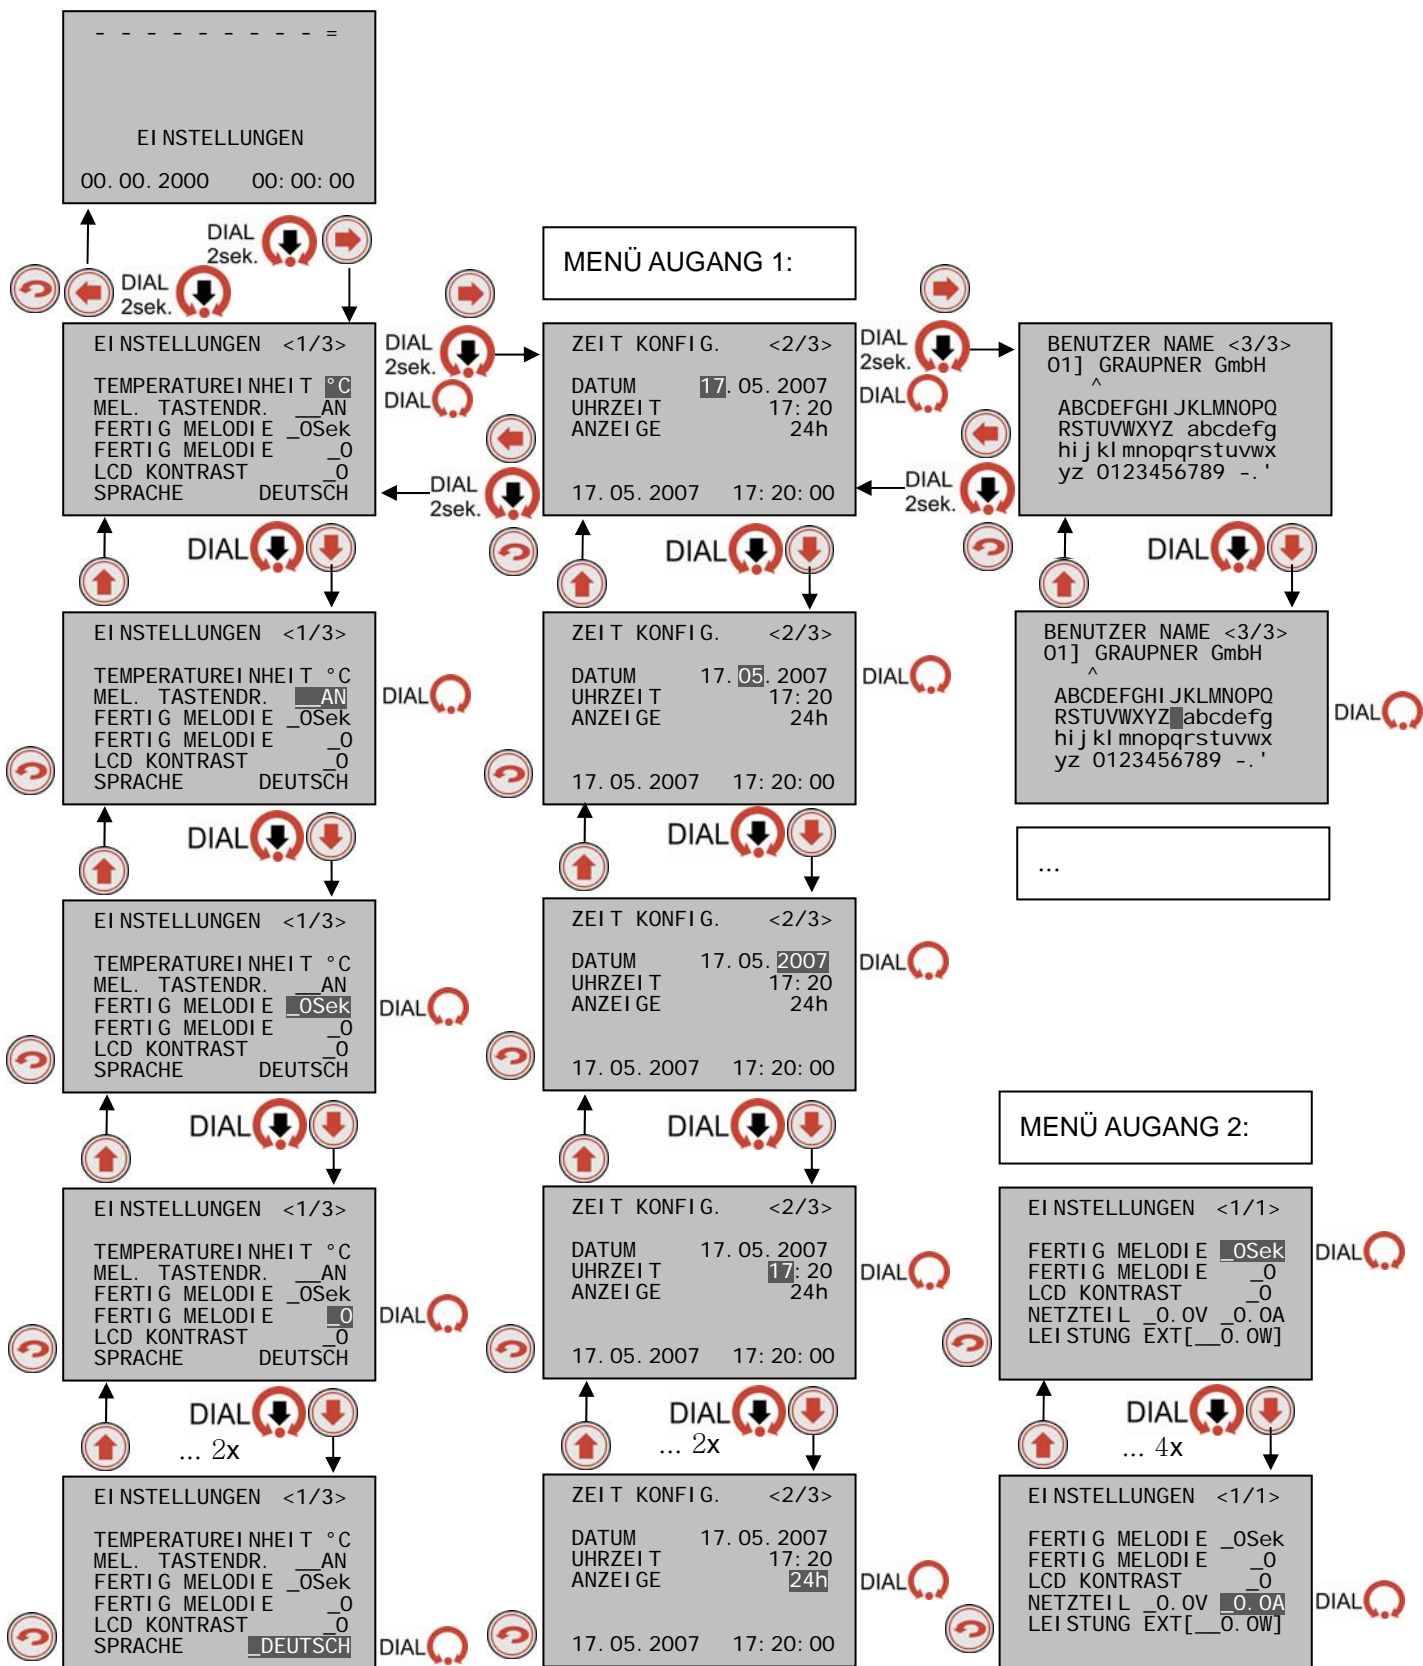 - - - - - - - - - =
EINSTELLUNGEN
00.00.2000 00:00:00
DIAL
2sek.
DIAL
2sek.
EINSTELLUNGEN <1/3>
TEMPERATUREINHEIT °C
MEL. TASTENDR. __AN
FERTIG MELODIE _0Sek
FERTIG MELODIE _0
LCD KONTRAST _0
SPRACHE DEUTSCH
DIAL
2sek.
DIAL
DIAL
2sek.
DIAL
EINSTELLUNGEN <1/3>
TEMPERATUREINHEIT °C
MEL. TASTENDR. __AN
FERTIG MELODIE _0Sek
FERTIG MELODIE _0
LCD KONTRAST _0
SPRACHE DEUTSCH
DIAL
DIAL
EINSTELLUNGEN <1/3>
TEMPERATUREINHEIT °C
MEL. TASTENDR. __AN
FERTIG MELODIE _0Sek
FERTIG MELODIE _0
LCD KONTRAST _0
SPRACHE DEUTSCH
DIAL
DIAL
EINSTELLUNGEN <1/3>
TEMPERATUREINHEIT °C
MEL. TASTENDR. __AN
FERTIG MELODIE _0Sek
FERTIG MELODIE _0
LCD KONTRAST _0
SPRACHE DEUTSCH
DIAL
DIAL
... 2x
EINSTELLUNGEN <1/3>
TEMPERATUREINHEIT °C
MEL. TASTENDR. __AN
FERTIG MELODIE _0Sek
FERTIG MELODIE _0
LCD KONTRAST _0
SPRACHE _DEUTSCH
DIAL
MENÜ AUGANG 1:
ZEIT KONFIG. <2/3>
DATUM 17.05.2007
UHRZEIT 17:20
ANZEIGE 24h
17.05.2007 17:20:00
DIAL
2sek.
DIAL
DIAL
2sek.
DIAL
ZEIT KONFIG. <2/3>
DATUM 17.05.2007
UHRZEIT 17:20
ANZEIGE 24h
17.05.2007 17:20:00
DIAL
DIAL
ZEIT KONFIG. <2/3>
DATUM 17.05.2007
UHRZEIT 17:20
ANZEIGE 24h
17.05.2007 17:20:00
DIAL
DIAL
ZEIT KONFIG. <2/3>
DATUM 17.05.2007
UHRZEIT 17:20
ANZEIGE 24h
17.05.2007 17:20:00
DIAL
DIAL
... 2x
ZEIT KONFIG. <2/3>
DATUM 17.05.2007
UHRZEIT 17:20
ANZEIGE 24h
17.05.2007 17:20:00
DIAL
BENUTZER NAME <3/3>
01] GRAUPNER GmbH
^
ABCDEFGHIJKLMNOPQ
RSTUVWXYZ abcdefg
hijklmnopqrstuvwx
yz 0123456789 -.'
DIAL
BENUTZER NAME <3/3>
01] GRAUPNER GmbH
^
ABCDEFGHIJKLMNOPQ
RSTUVWXYZ abcdefg
hijklmnopqrstuvwx
yz 0123456789 -.'
DIAL
...
MENÜ AUGANG 2:
EINSTELLUNGEN <1/1>
FERTIG MELODIE _0Sek
FERTIG MELODIE _0
LCD KONTRAST _0
NETZTEIL _0.0V _0.0A
LEISTUNG EXT[__0.0W]
DIAL
DIAL
... 4x
EINSTELLUNGEN <1/1>
FERTIG MELODIE _0Sek
FERTIG MELODIE _0
LCD KONTRAST _0
NETZTEIL _0.0V _0.0A
LEISTUNG EXT[__0.0W]
DIAL